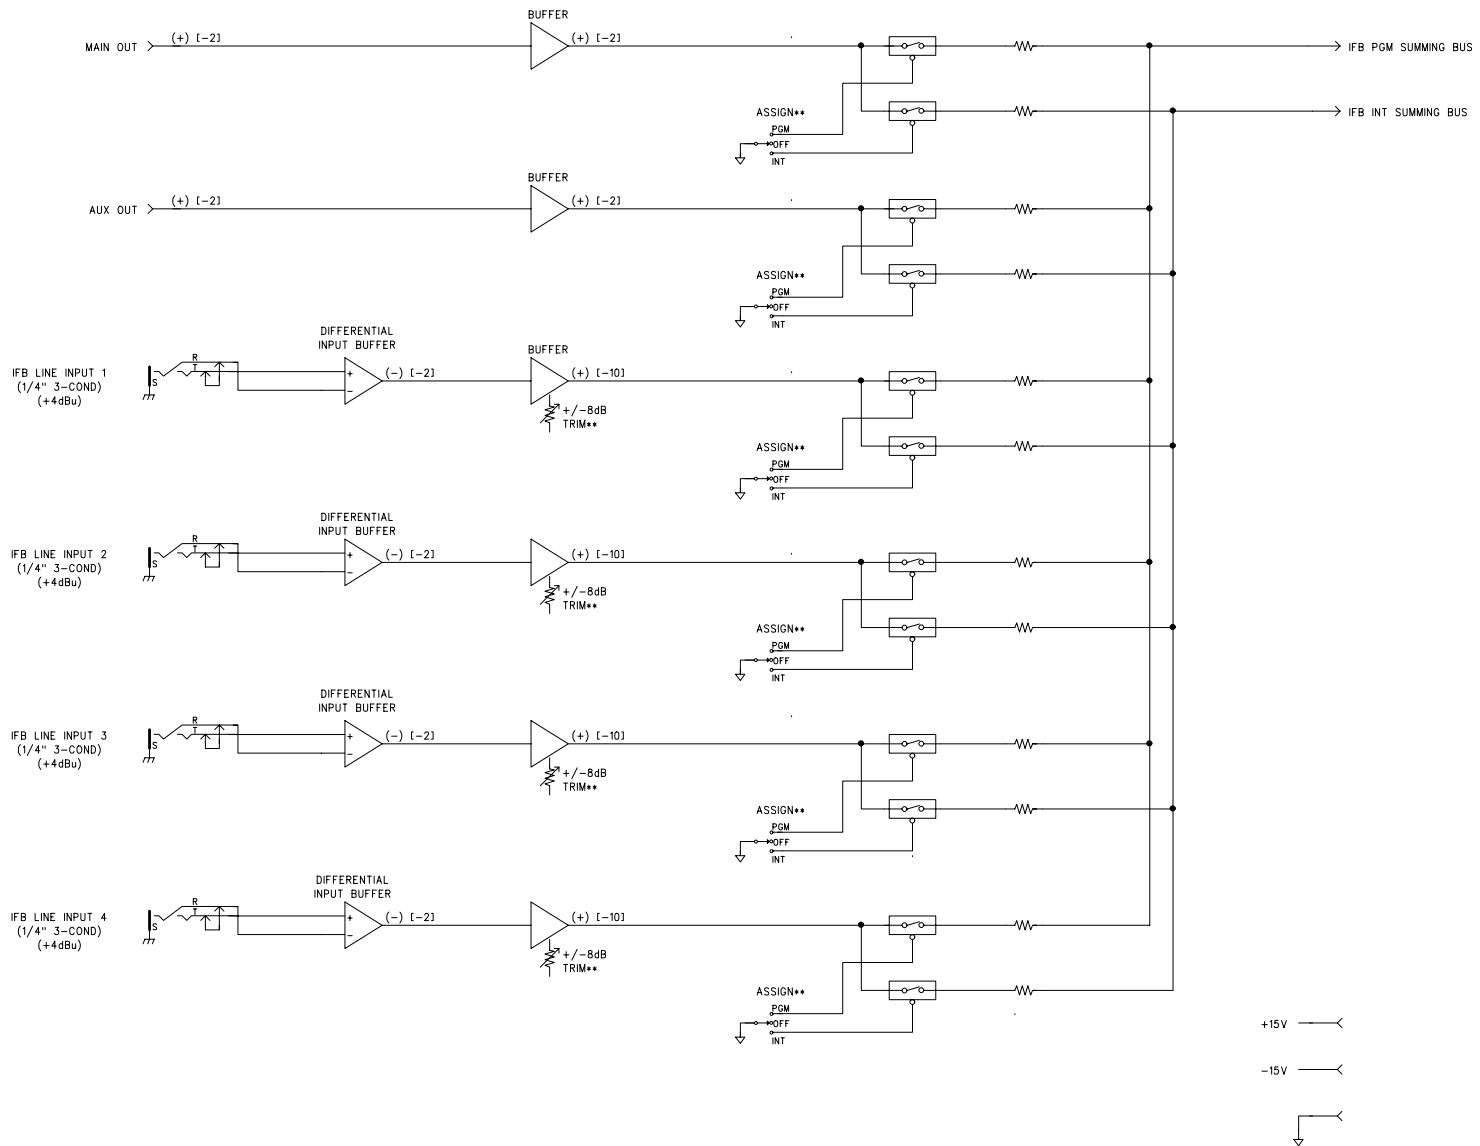 BUFFER
MAIN OUT (+) [-2] (+) [-2] IFB PGM SUMMING BUS
IFB INT SUMMING BUS
ASSIGN**
PGM
OFF
INT
BUFFER
AUX OUT (+) [-2] (+) [-2]
ASSIGN**
PGM
OFF
INT
DIFFERENTIAL
INPUT BUFFER
BUFFER
IFB LINE INPUT 1
(1/4" 3-COND)
(+4dBu)
R
T
S
+
-
(-) [-2]
(+) [-10]
+/-8dB
TRIM**
ASSIGN**
PGM
OFF
INT
DIFFERENTIAL
INPUT BUFFER
IFB LINE INPUT 2
(1/4" 3-COND)
(+4dBu)
R
T
S
+
-
(-) [-2]
(+) [-10]
+/-8dB
TRIM**
ASSIGN**
PGM
OFF
INT
DIFFERENTIAL
INPUT BUFFER
IFB LINE INPUT 3
(1/4" 3-COND)
(+4dBu)
R
T
S
+
-
(-) [-2]
(+) [-10]
+/-8dB
TRIM**
ASSIGN**
PGM
OFF
INT
DIFFERENTIAL
INPUT BUFFER
IFB LINE INPUT 4
(1/4" 3-COND)
(+4dBu)
R
T
S
+
-
(-) [-2]
(+) [-10]
+/-8dB
TRIM**
ASSIGN**
PGM
OFF
INT
+15V
-15V